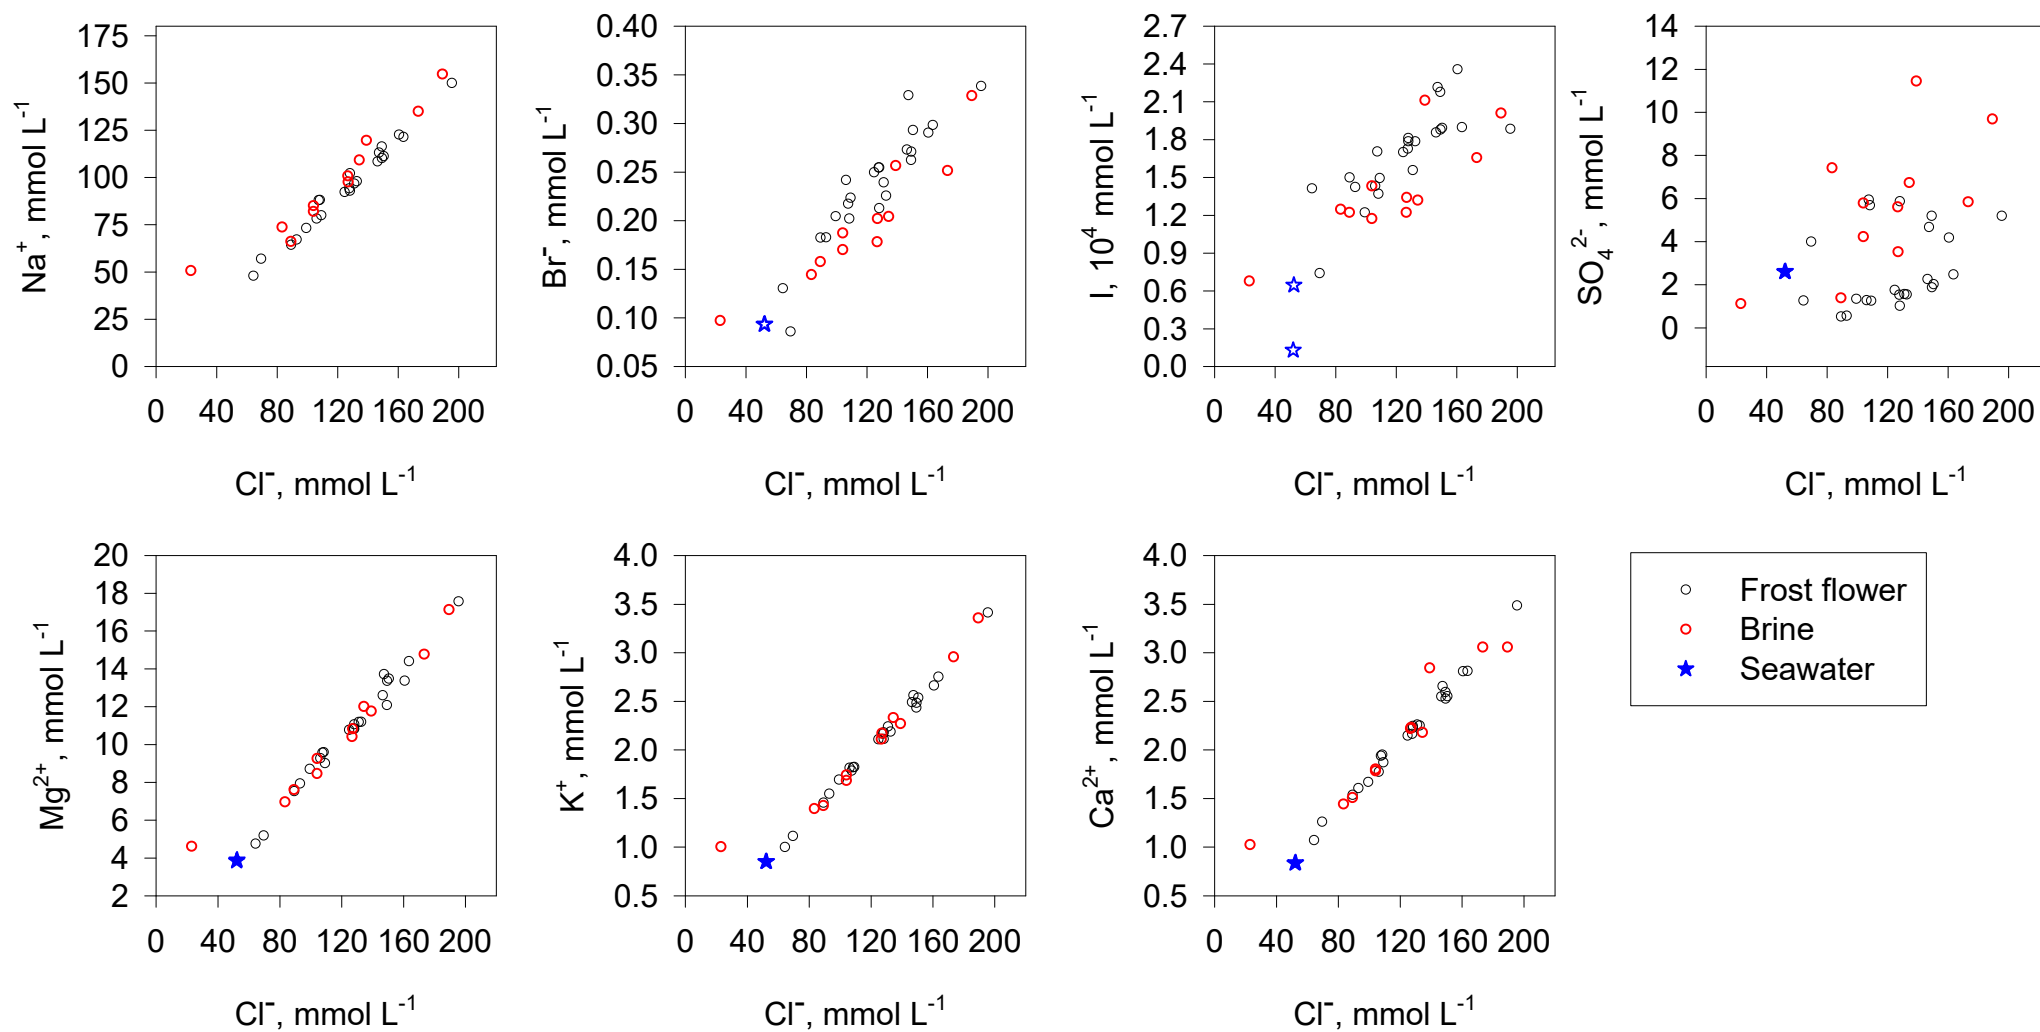 175
150
125
100
75
50
25
0
Na⁺, mmol L⁻¹
0 40 80 120 160 200
Cl⁻, mmol L⁻¹
0.40
0.35
0.30
0.25
0.20
0.15
0.10
0.05
Br⁻, mmol L⁻¹
0 40 80 120 160 200
Cl⁻, mmol L⁻¹
2.7
2.4
2.1
1.8
1.5
1.2
0.9
0.6
0.3
0.0
I, 10⁴ mmol L⁻¹
0 40 80 120 160 200
Cl⁻, mmol L⁻¹
14
12
10
8
6
4
2
0
SO₄²⁻, mmol L⁻¹
0 40 80 120 160 200
Cl⁻, mmol L⁻¹
20
18
16
14
12
10
8
6
4
2
Mg²⁺, mmol L⁻¹
0 40 80 120 160 200
Cl⁻, mmol L⁻¹
4.0
3.5
3.0
2.5
2.0
1.5
1.0
0.5
K⁺, mmol L⁻¹
0 40 80 120 160 200
Cl⁻, mmol L⁻¹
4.0
3.5
3.0
2.5
2.0
1.5
1.0
0.5
Ca²⁺, mmol L⁻¹
0 40 80 120 160 200
Cl⁻, mmol L⁻¹
Frost flower
Brine
Seawater